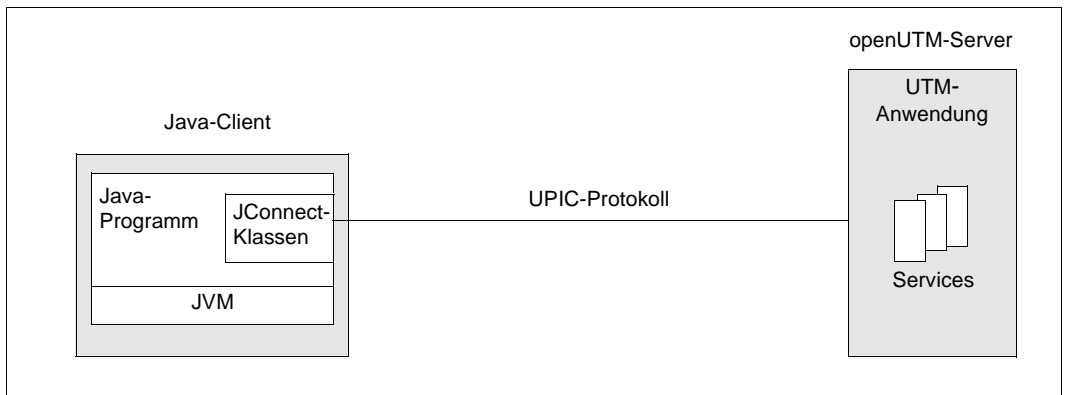 openUTM-Server
UTM-
Anwendung
Java-Client
Java-
Programm
JConnect-
Klassen
UPIC-Protokoll
Services
JVM